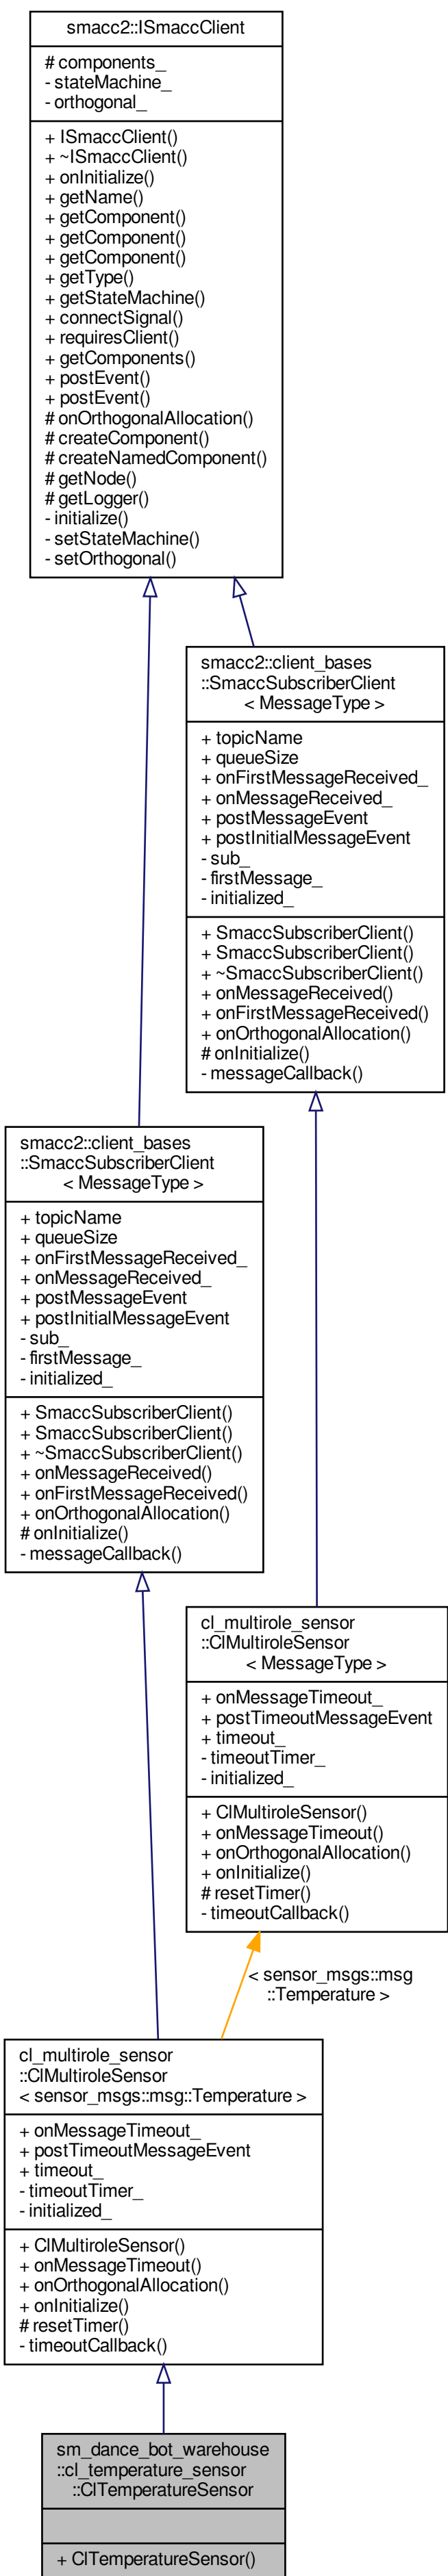 smacc2::ISmaccClient
# components_
- stateMachine_
- orthogonal_
+ ISmaccClient()
+ ~ISmaccClient()
+ onInitialize()
+ getName()
+ getComponent()
+ getComponent()
+ getComponent()
+ getType()
+ getStateMachine()
+ connectSignal()
+ requiresClient()
+ getComponents()
+ postEvent()
+ postEvent()
# onOrthogonalAllocation()
# createComponent()
# createNamedComponent()
# getNode()
# getLogger()
- initialize()
- setStateMachine()
- setOrthogonal()
smacc2::client_bases
::SmaccSubscriberClient
< MessageType >
+ topicName
+ queueSize
+ onFirstMessageReceived_
+ onMessageReceived_
+ postMessageEvent
+ postInitialMessageEvent
- sub_
- firstMessage_
- initialized_
+ SmaccSubscriberClient()
+ SmaccSubscriberClient()
+ ~SmaccSubscriberClient()
+ onMessageReceived()
+ onFirstMessageReceived()
+ onOrthogonalAllocation()
# onInitialize()
- messageCallback()
smacc2::client_bases
::SmaccSubscriberClient
< MessageType >
+ topicName
+ queueSize
+ onFirstMessageReceived_
+ onMessageReceived_
+ postMessageEvent
+ postInitialMessageEvent
- sub_
- firstMessage_
- initialized_
+ SmaccSubscriberClient()
+ SmaccSubscriberClient()
+ ~SmaccSubscriberClient()
+ onMessageReceived()
+ onFirstMessageReceived()
+ onOrthogonalAllocation()
# onInitialize()
- messageCallback()
cl_multirole_sensor
::ClMultiroleSensor
< MessageType >
+ onMessageTimeout_
+ postTimeoutMessageEvent
+ timeout_
- timeoutTimer_
- initialized_
+ ClMultiroleSensor()
+ onMessageTimeout()
+ onOrthogonalAllocation()
+ onInitialize()
# resetTimer()
- timeoutCallback()
< sensor_msgs::msg
::Temperature >
cl_multirole_sensor
::ClMultiroleSensor
< sensor_msgs::msg::Temperature >
+ onMessageTimeout_
+ postTimeoutMessageEvent
+ timeout_
- timeoutTimer_
- initialized_
+ ClMultiroleSensor()
+ onMessageTimeout()
+ onOrthogonalAllocation()
+ onInitialize()
# resetTimer()
- timeoutCallback()
sm_dance_bot_warehouse
::cl_temperature_sensor
::ClTemperatureSensor
+ ClTemperatureSensor()